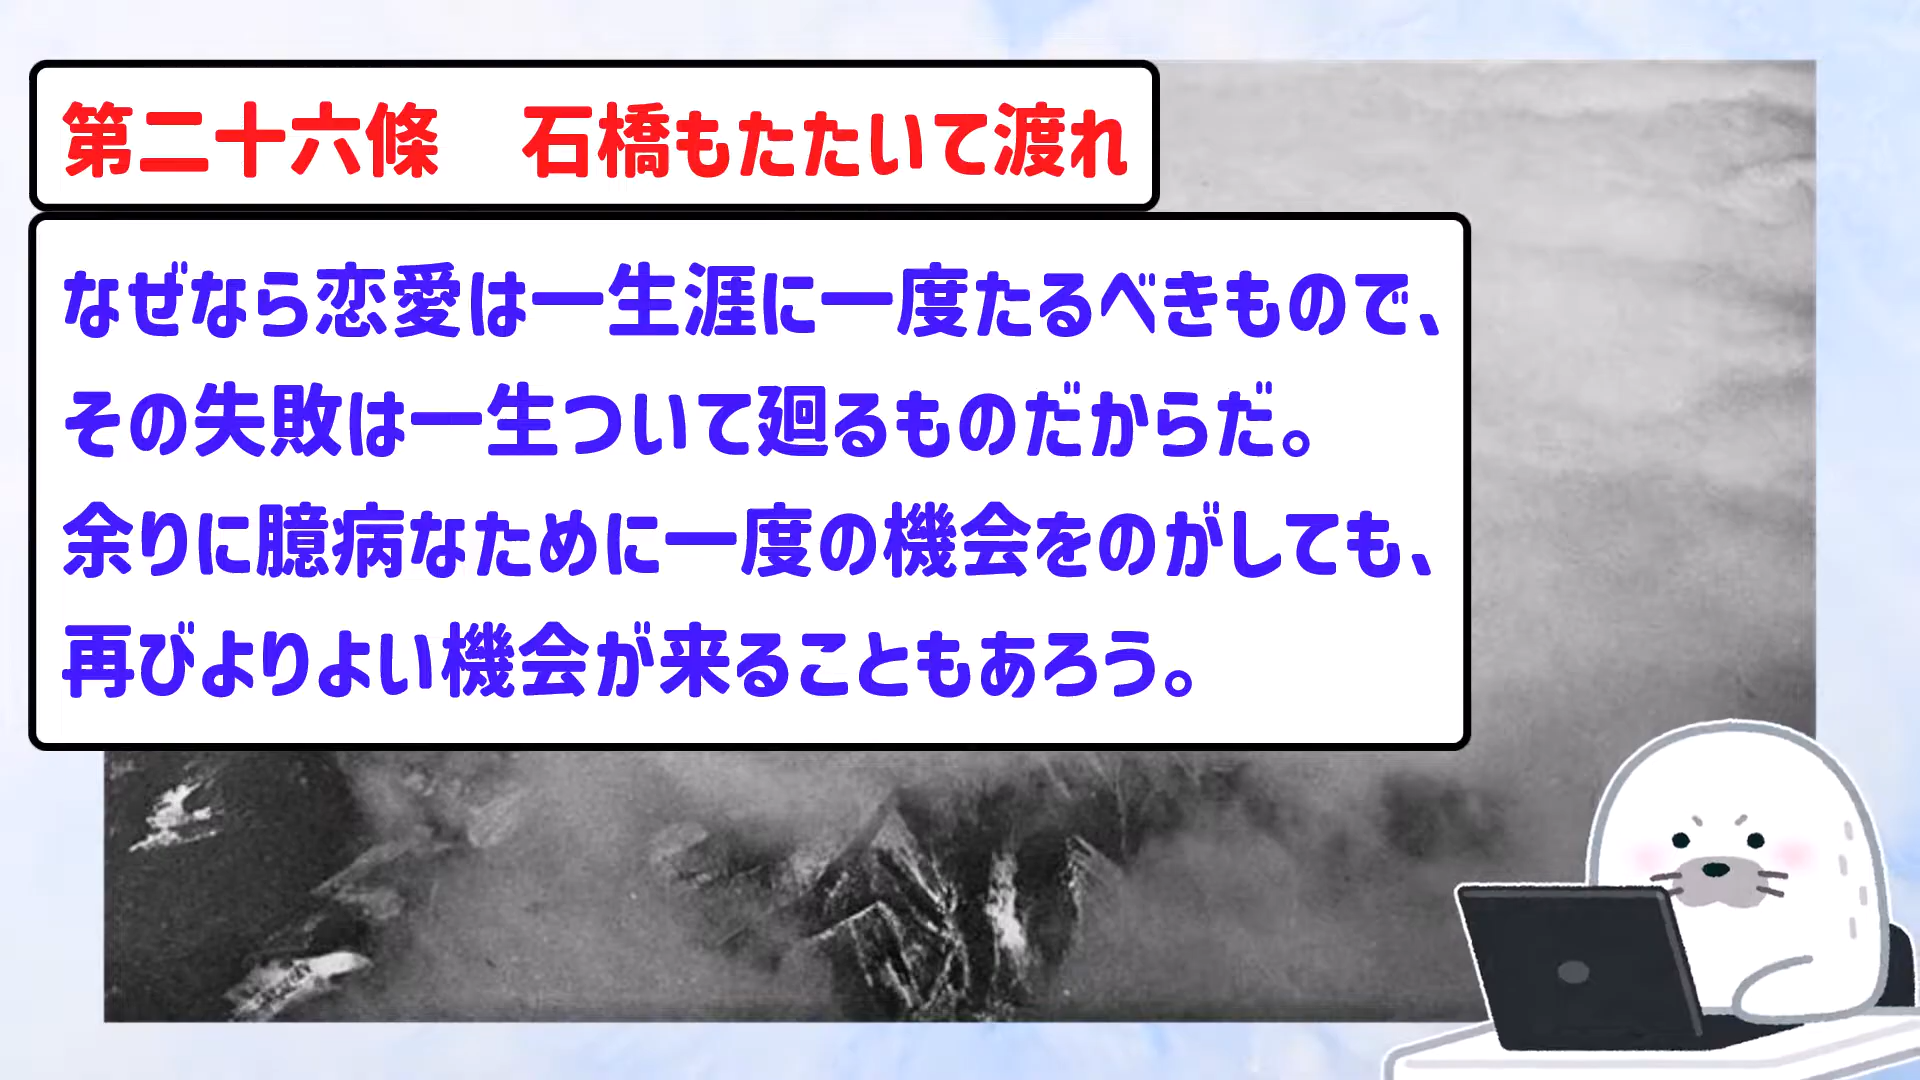 第二十六條　石橋もたたいて渡れ
なぜなら恋愛は一生涯に一度たるべきもので、
その失敗は一生ついて廻るものだからだ。
余りに臆病なために一度の機会をのがしても、
再びよりよい機会が来ることもあろう。